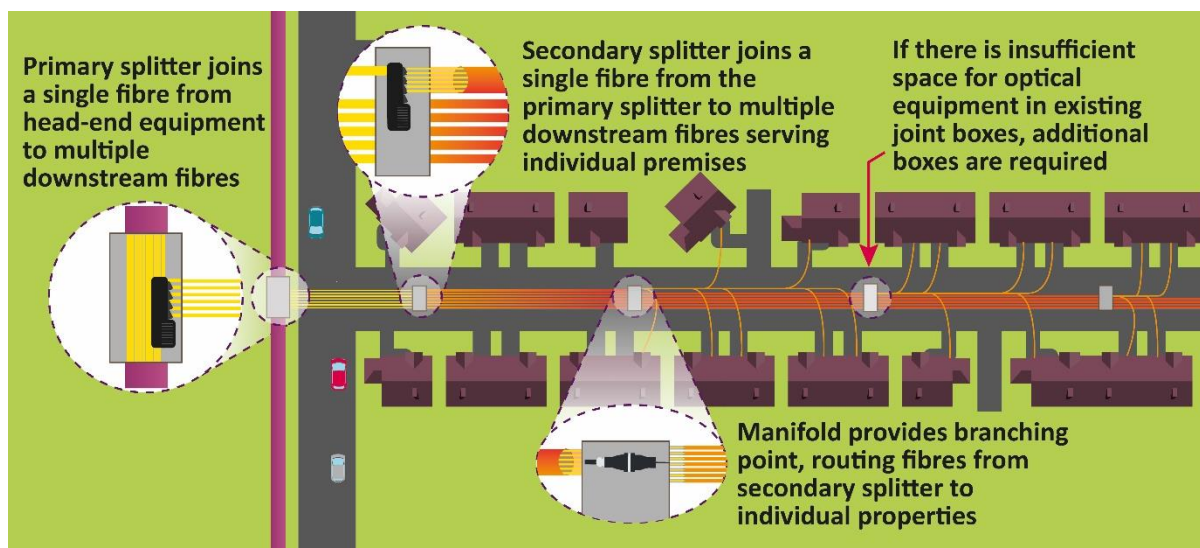 Primary splitter joins
a single fibre from
head-end equipment
to multiple
downstream fibres
Secondary splitter joins a
single fibre from the
primary splitter to multiple
downstream fibres serving
individual premises
If there is insufficient
space for optical
equipment in existing
joint boxes, additional
boxes are required
Manifold provides branching
point, routing fibres from
secondary splitter to
individual properties